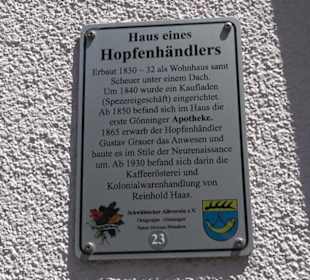 Haus eines
Hopfenhändlers
Erbaut 1830 - 32 als Wohnhaus samt
Scheuer unter einem Dach.
Um 1840 wurde ein Kaufladen
(Spezereigeschäft) eingerichtet.
Ab 1850 befand sich im Haus die
erste Gönninger Apotheke.
1865 erwarb der Hopfenhändler
Gustav Grauer das Anwesen und
baute es im Stile der Neurenaissance
um. Ab 1930 befand sich darin die
Kaffeerösterei und
Kolonialwarenhandlung von
Reinhold Haas.
Schwäbischer Albverein e.V.
Ortsgruppe Gönningen
23